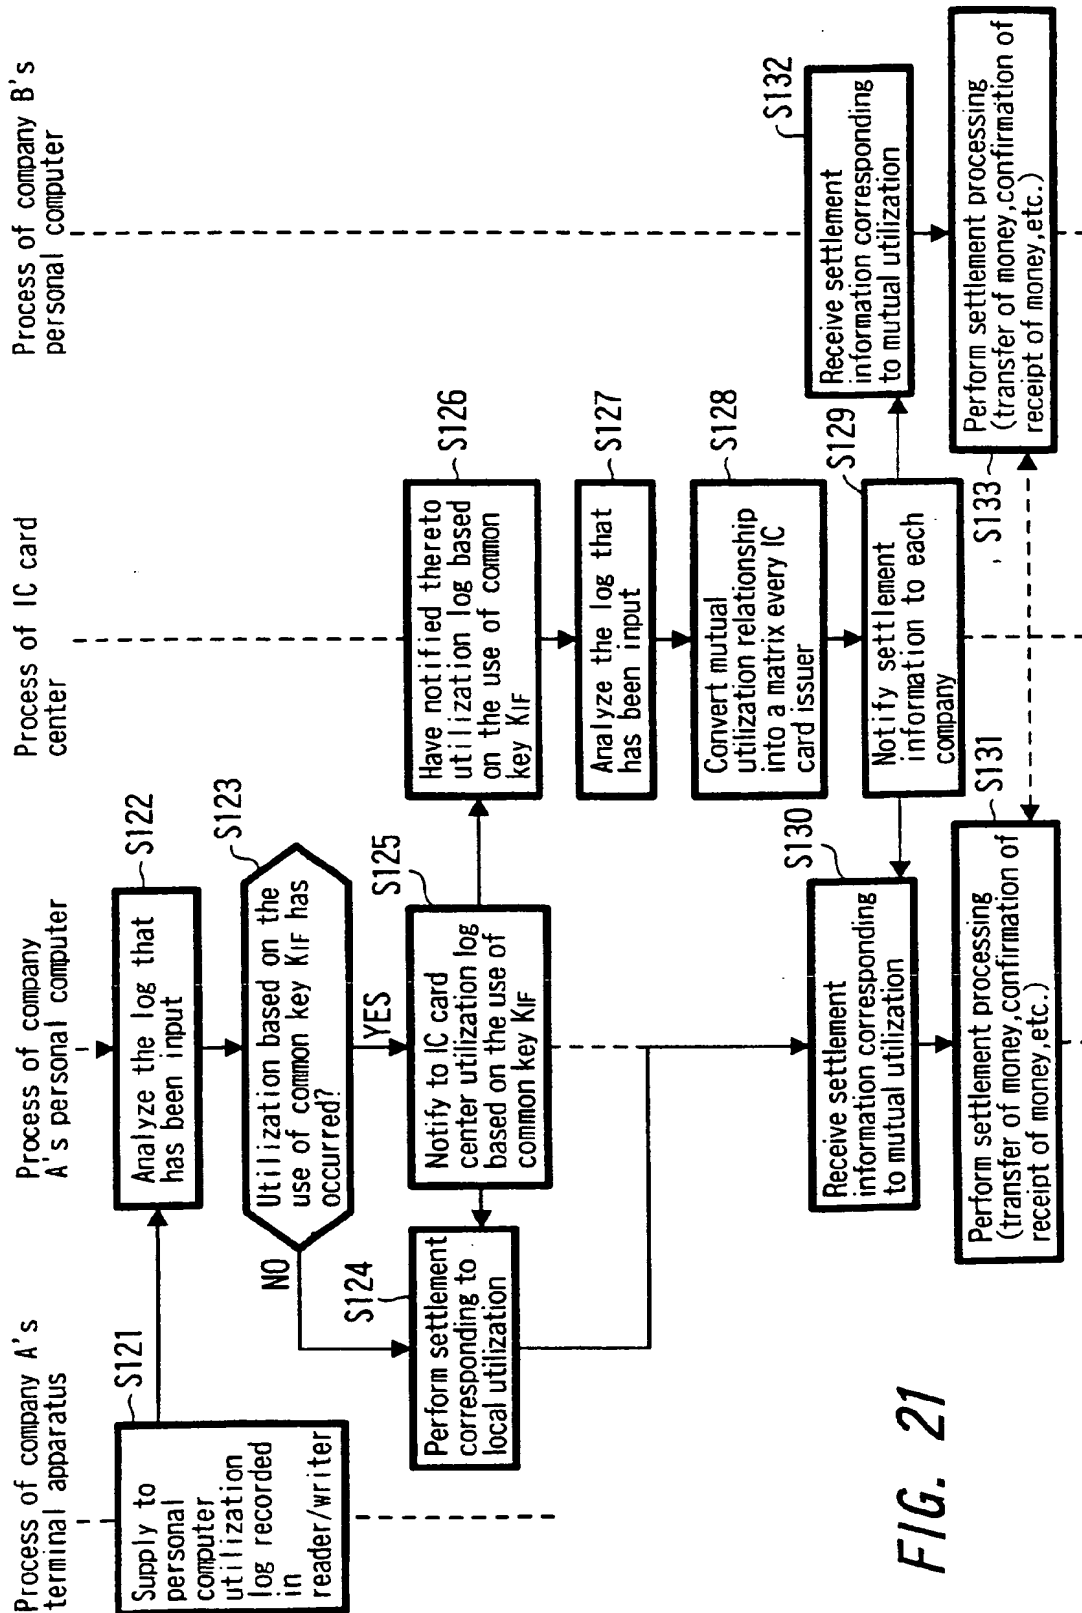 Process of company A's
terminal apparatus
Process of company
A's personal computer
Process of IC card
center
Process of company B's
personal computer
S121
Supply to
personal
computer
utilization
log recorded
in
reader/writer
S122
Analyze the log that
has been input
S123
Utilization based on the
use of common key KIF has
occurred?
NO
YES
S124
Perform settlement
corresponding to
local utilization
S125
Notify to IC card
center utilization log
based on the use of
common key KIF
S126
Have notified thereto
utilization log based
on the use of common
key KIF
S127
Analyze the log that
has been input
S128
Convert mutual
utilization relationship
into a matrix every IC
card issuer
S129
Notify settlement
information to each
company
S130
Receive settlement
information corresponding
to mutual utilization
S131
Perform settlement processing
(transfer of money,confirmation of
receipt of money,etc.)
S132
Receive settlement
information corresponding
to mutual utilization
S133
Perform settlement processing
(transfer of money,confirmation of
receipt of money,etc.)
FIG. 21